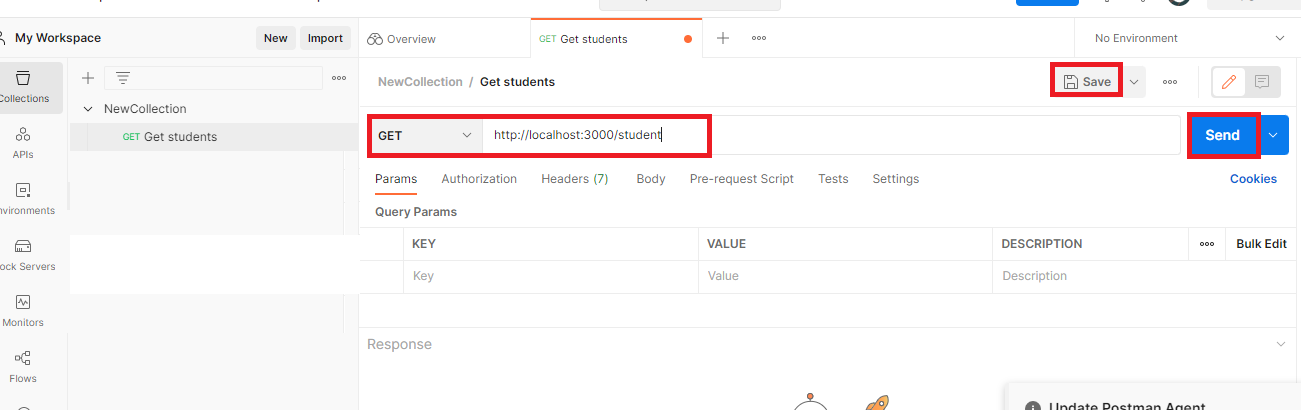 My Workspace
New
Import
Overview
GET Get students
No Environment
NewCollection / Get students
Save
Collections
NewCollection
GET Get students
GET
http://localhost:3000/student
Send
APIs
Params
Authorization
Headers (7)
Body
Pre-request Script
Tests
Settings
Cookies
nvironments
Query Params
KEY
VALUE
DESCRIPTION
Bulk Edit
ock Servers
Key
Value
Description
Monitors
Response
Flows
Update Postman Agent